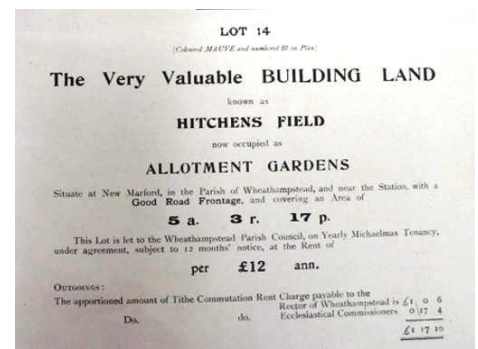 LOT 14
(Coloured MAUVE and numbered 61 on Plan)
The Very Valuable BUILDING LAND
known as
HITCHENS FIELD
now occupied as
ALLOTMENT GARDENS
Situate at New Marford, in the Parish of Wheathampstead, and near the Station, with a
Good Road Frontage, and covering an Area of
5 a. 3 r. 17 p.
This Lot is let to the Wheathampstead Parish Council, on Yearly Michaelmas Tenancy,
under agreement, subject to 12 months' notice, at the Rent of
per £12 ann.
OUTGOINGS:
The apportioned amount of Tithe Commutation Rent Charge payable to the
Rector of Wheathampstead is £1 0 6
Do. do. Ecclesiastical Commissioners 0 17 4
£1 17 10